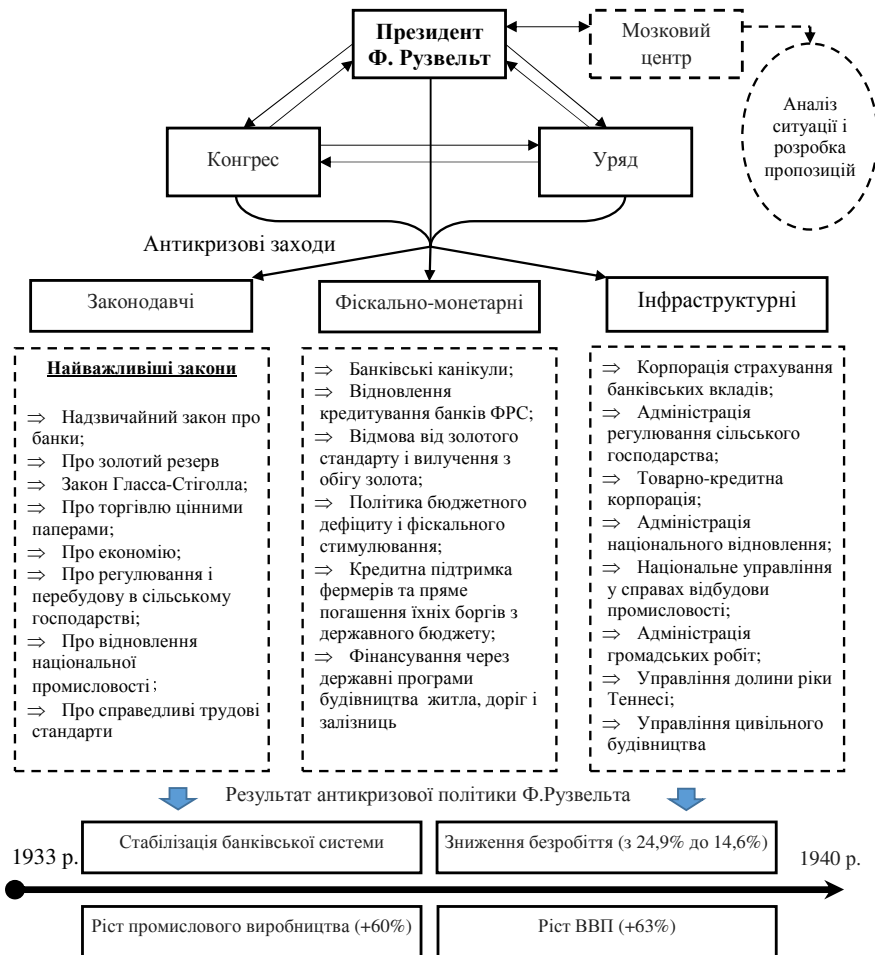 Президент
Ф. Рузвельт
Мозковий
центр
Аналіз
ситуації і
розробка
пропозицій
Конгрес
Уряд
Антикризові заходи
Законодавчі
Фіскально-монетарні
Інфраструктурні
Найважливіші закони
⇒ Надзвичайний закон про
банки;
⇒ Про золотий резерв
⇒ Закон Гласса-Стіголла;
⇒ Про торгівлю цінними
паперами;
⇒ Про економію;
⇒ Про регулювання і
перебудову в сільському
господарстві;
⇒ Про відновлення
національної
промисловості;
⇒ Про справедливі трудові
стандарти
⇒ Банківські канікули;
⇒ Відновлення
кредитування банків ФРС;
⇒ Відмова від золотого
стандарту і вилучення з
обігу золота;
⇒ Політика бюджетного
дефіциту і фіскального
стимулювання;
⇒ Кредитна підтримка
фермерів та пряме
погашення їхніх боргів з
державного бюджету;
⇒ Фінансування через
державні програми
будівництва житла, доріг і
залізниць
⇒ Корпорація страхування
банківських вкладів;
⇒ Адміністрація
регулювання сільського
господарства;
⇒ Товарно-кредитна
корпорація;
⇒ Адміністрація
національного відновлення;
⇒ Національне управління
у справах відбудови
промисловості;
⇒ Адміністрація
громадських робіт;
⇒ Управління долини ріки
Теннесі;
⇒ Управління цивільного
будівництва
Результат антикризової політики Ф.Рузвельта
Стабілізація банківської системи
Зниження безробіття (з 24,9% до 14,6%)
1933 р.
1940 р.
Ріст промислового виробництва (+60%)
Ріст ВВП (+63%)